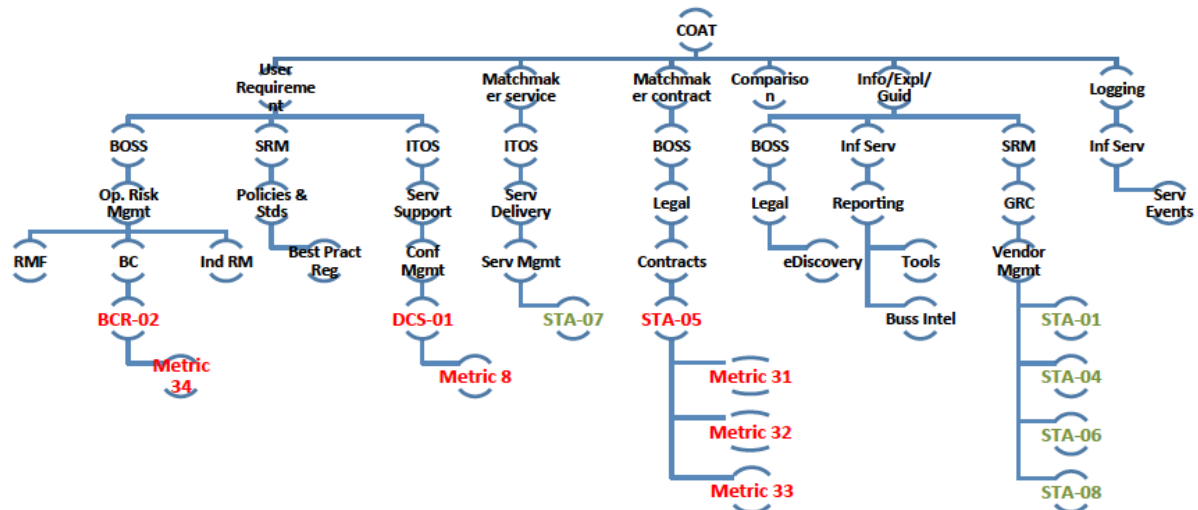 COAT
User
Requireme
nt
Matchmak
er service
Matchmak
er contract
Compariso
n
Info/Expl/
Guid
Logging
BOSS
SRM
ITOS
ITOS
BOSS
BOSS
Inf Serv
SRM
Inf Serv
Op. Risk
Mgmt
Policies &
Stds
Serv
Support
Serv
Delivery
Legal
Legal
Reporting
GRC
Serv
Events
RMF
BC
Ind RM
Best Pract
Reg
Conf
Mgmt
Serv Mgmt
Contracts
eDiscovery
Tools
Vendor
Mgmt
BCR-02
DCS-01
STA-07
STA-05
Buss Intel
STA-01
Metric
34
Metric 8
Metric 31
STA-04
Metric 32
STA-06
Metric 33
STA-08